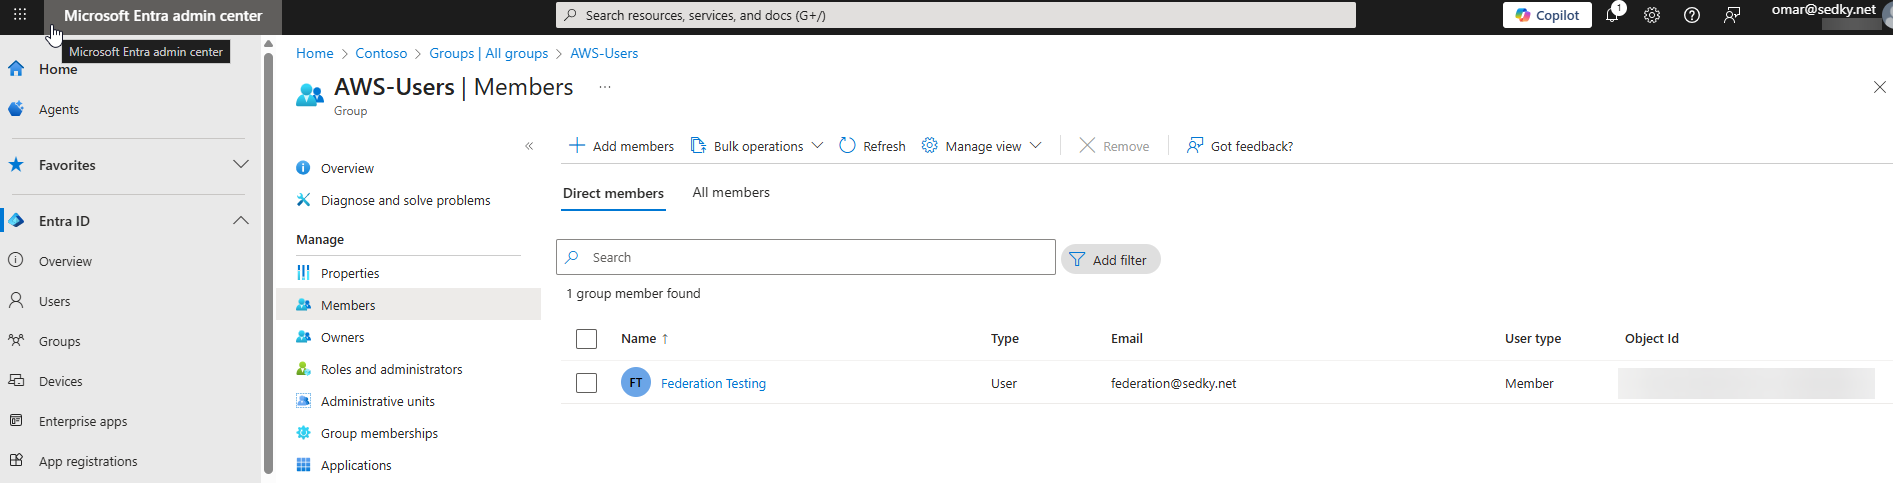 Microsoft Entra admin center
Search resources, services, and docs (G+/)
Copilot
1
omar@sedky.net
Microsoft Entra admin center
Home
Agents
Favorites
Entra ID
Overview
Users
Groups
Devices
Enterprise apps
App registrations
Home > Contoso > Groups | All groups > AWS-Users
AWS-Users | Members ...
Group
«
Overview
Diagnose and solve problems
Manage
Properties
Members
Owners
Roles and administrators
Administrative units
Group memberships
Applications
Add members
Bulk operations
Refresh
Manage view
Remove
Got feedback?
Direct members
All members
Search
Add filter
1 group member found
Name ↑ Type Email User type Object Id
FT Federation Testing User federation@sedky.net Member